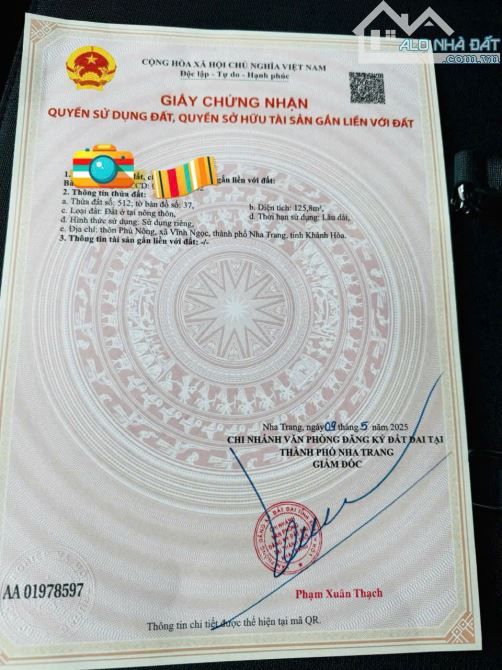 ALO NHÀ ĐẤT
.com.vn
CỘNG HÒA XÃ HỘI CHỦ NGHĨA VIỆT NAM
Độc lập - Tự do - Hạnh phúc
GIẤY CHỨNG NHẬN
QUYỀN SỬ DỤNG ĐẤT, QUYỀN SỞ HỮU TÀI SẢN GẮN LIỀN VỚI ĐẤT
1. gắn liền với đất:
Bà
2. Thông tin thửa đất:
a. Thửa đất số: 512; tờ bản đồ số: 37, b. Diện tích: 125,8m²,
c. Loại đất: Đất ở tại nông thôn, d. Thời hạn sử dụng: Lâu dài,
đ. Hình thức sử dụng: Sử dụng riêng,
e. Địa chỉ: thôn Phú Nông, xã Vĩnh Ngọc, thành phố Nha Trang, tỉnh Khánh Hòa.
3. Thông tin tài sản gắn liền với đất: -/-
Nha Trang, ngày 09 tháng 5 năm 2025
CHI NHÁNH VĂN PHÒNG ĐĂNG KÝ ĐẤT ĐAI TẠI
THÀNH PHỐ NHA TRANG
GIÁM ĐỐC
Phạm Xuân Thạch
AA 01978597
Thông tin chi tiết được thể hiện tại mã QR.